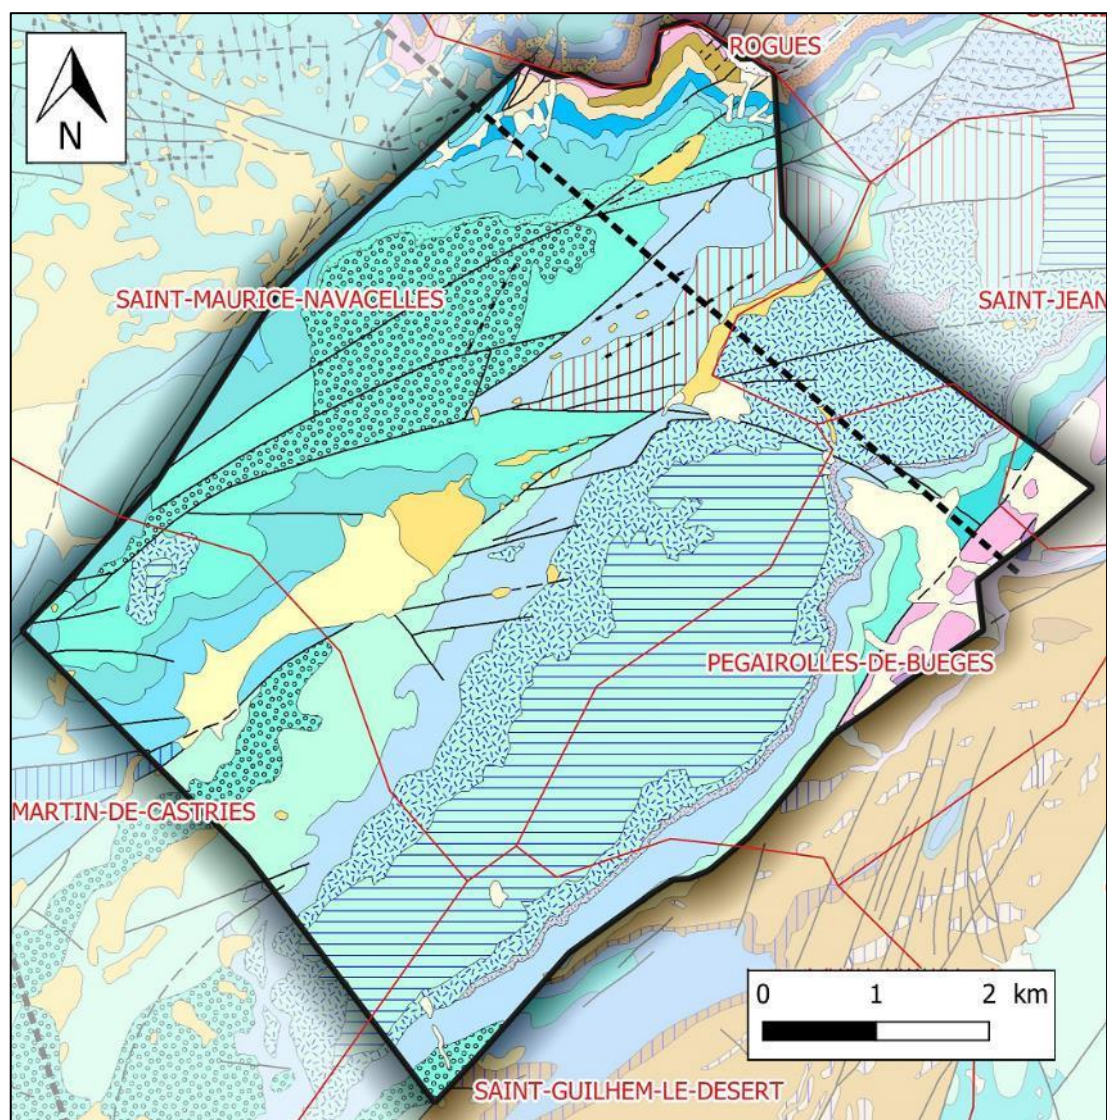 ROGUES
N
SAINT-MAURICE-NAVACELLES
SAINT-JEAN
PEGAIROLLES-DE-BUEGES
MARTIN-DE-CASTRIES
0 1 2 km
SAINT-GUILHEM-LE-DESERT